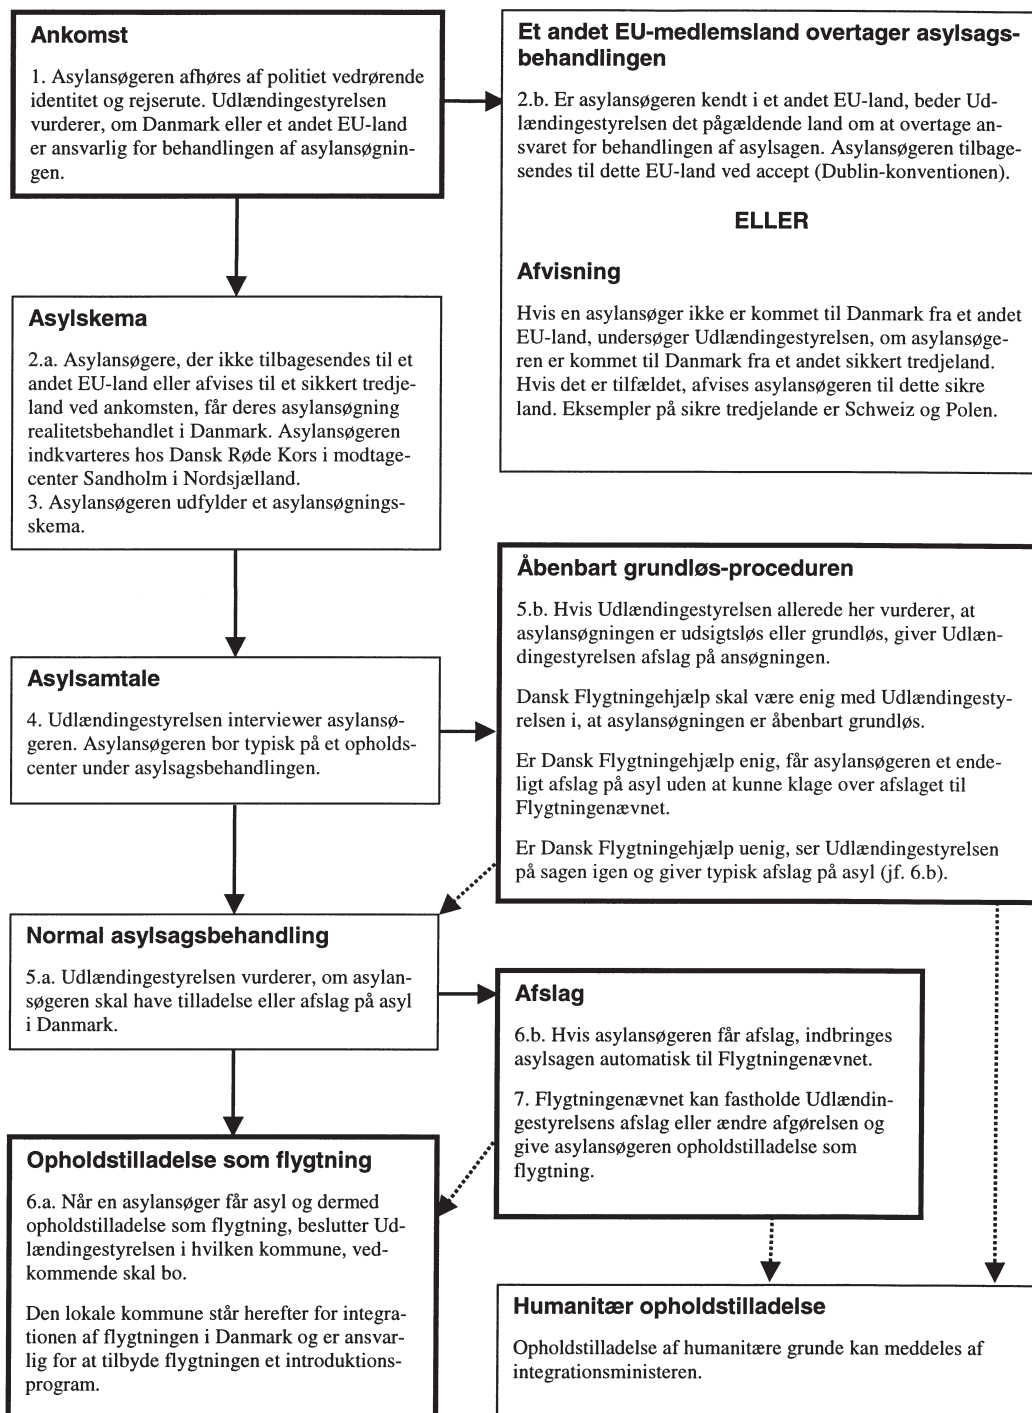 Ankomst
1. Asylansøgeren afhøres af politiet vedrørende
identitet og rejserute. Udlændingestyrelsen
vurderer, om Danmark eller et andet EU-land
er ansvarlig for behandlingen af asylansøgnin-
gen.
Et andet EU-medlemsland overtager asylsags-
behandlingen
2.b. Er asylansøgeren kendt i et andet EU-land, beder Ud-
lændingestyrelsen det pågældende land om at overtage an-
svaret for behandlingen af asylsagen. Asylansøgeren tilbage-
sendes til dette EU-land ved accept (Dublin-konventionen).
ELLER
Afvisning
Hvis en asylansøger ikke er kommet til Danmark fra et andet
EU-land, undersøger Udlændingestyrelsen, om asylansøge-
ren er kommet til Danmark fra et andet sikkert tredjeland.
Hvis det er tilfældet, afvises asylansøgeren til dette sikre
land. Eksempler på sikre tredjelande er Schweiz og Polen.
Asylskema
2.a. Asylansøgere, der ikke tilbagesendes til et
andet EU-land eller afvises til et sikkert tredje-
land ved ankomsten, får deres asylansøgning
realitetsbehandlet i Danmark. Asylansøgeren
indkvarteres hos Dansk Røde Kors i modtage-
center Sandholm i Nordsjælland.
3. Asylansøgeren udfylder et asylansøgnings-
skema.
Åbenbart grundløs-proceduren
5.b. Hvis Udlændingestyrelsen allerede her vurderer, at
asylansøgningen er udsigtsløs eller grundløs, giver Udlæn-
dingestyrelsen afslag på ansøgningen.
Dansk Flygtningehjælp skal være enig med Udlændingesty-
relsen i, at asylansøgningen er åbenbart grundløs.
Er Dansk Flygtningehjælp enig, får asylansøgeren et ende-
ligt afslag på asyl uden at kunne klage over afslaget til
Flygtningenævnet.
Er Dansk Flygtningehjælp uenig, ser Udlændingestyrelsen
på sagen igen og giver typisk afslag på asyl (jf. 6.b).
Asylsamtale
4. Udlændingestyrelsen interviewer asylansø-
geren. Asylansøgeren bor typisk på et opholds-
center under asylsagsbehandlingen.
Normal asylsagsbehandling
5.a. Udlændingestyrelsen vurderer, om asylan-
søgeren skal have tilladelse eller afslag på asyl
i Danmark.
Afslag
6.b. Hvis asylansøgeren får afslag, indbringes
asylsagen automatisk til Flygtningenævnet.
7. Flygtningenævnet kan fastholde Udlændin-
gestyrelsens afslag eller ændre afgørelsen og
give asylansøgeren opholdstilladelse som
flygtning.
Opholdstilladelse som flygtning
6.a. Når en asylansøger får asyl og dermed
opholdstilladelse som flygtning, beslutter Ud-
lændingestyrelsen i hvilken kommune, ved-
kommende skal bo.
Den lokale kommune står herefter for integra-
tionen af flygtningen i Danmark og er ansvar-
lig for at tilbyde flygtningen et introduktions-
program.
Humanitær opholdstilladelse
Opholdstilladelse af humanitære grunde kan meddeles af
integrationsministeren.